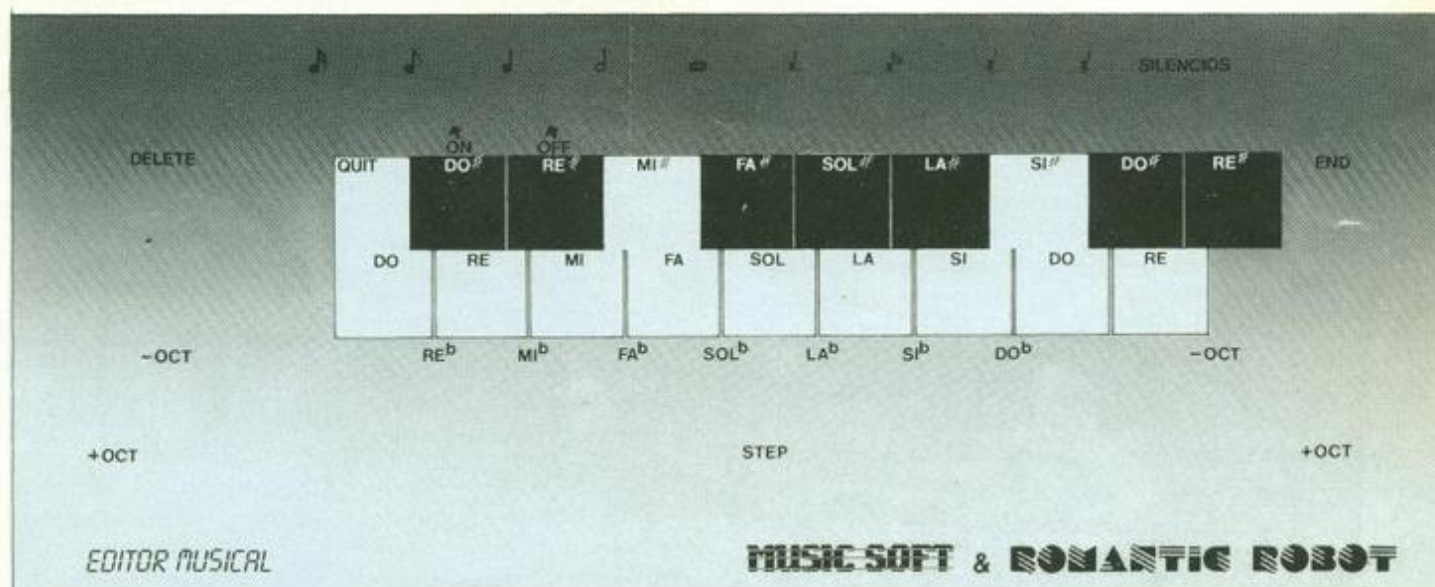 SILENCIOS
ON OFF
DELETE QUIT DO# RE# MI# FA# SOL# LA# SI# DO# RE# END
DO RE MI FA SOL LA SI DO RE
-OCT REb MIb FAb SOLb LAb SIb DOb -OCT
+OCT STEP +OCT
EDITOR MUSICAL MUSIC SOFT & ROMANTIC ROBOT